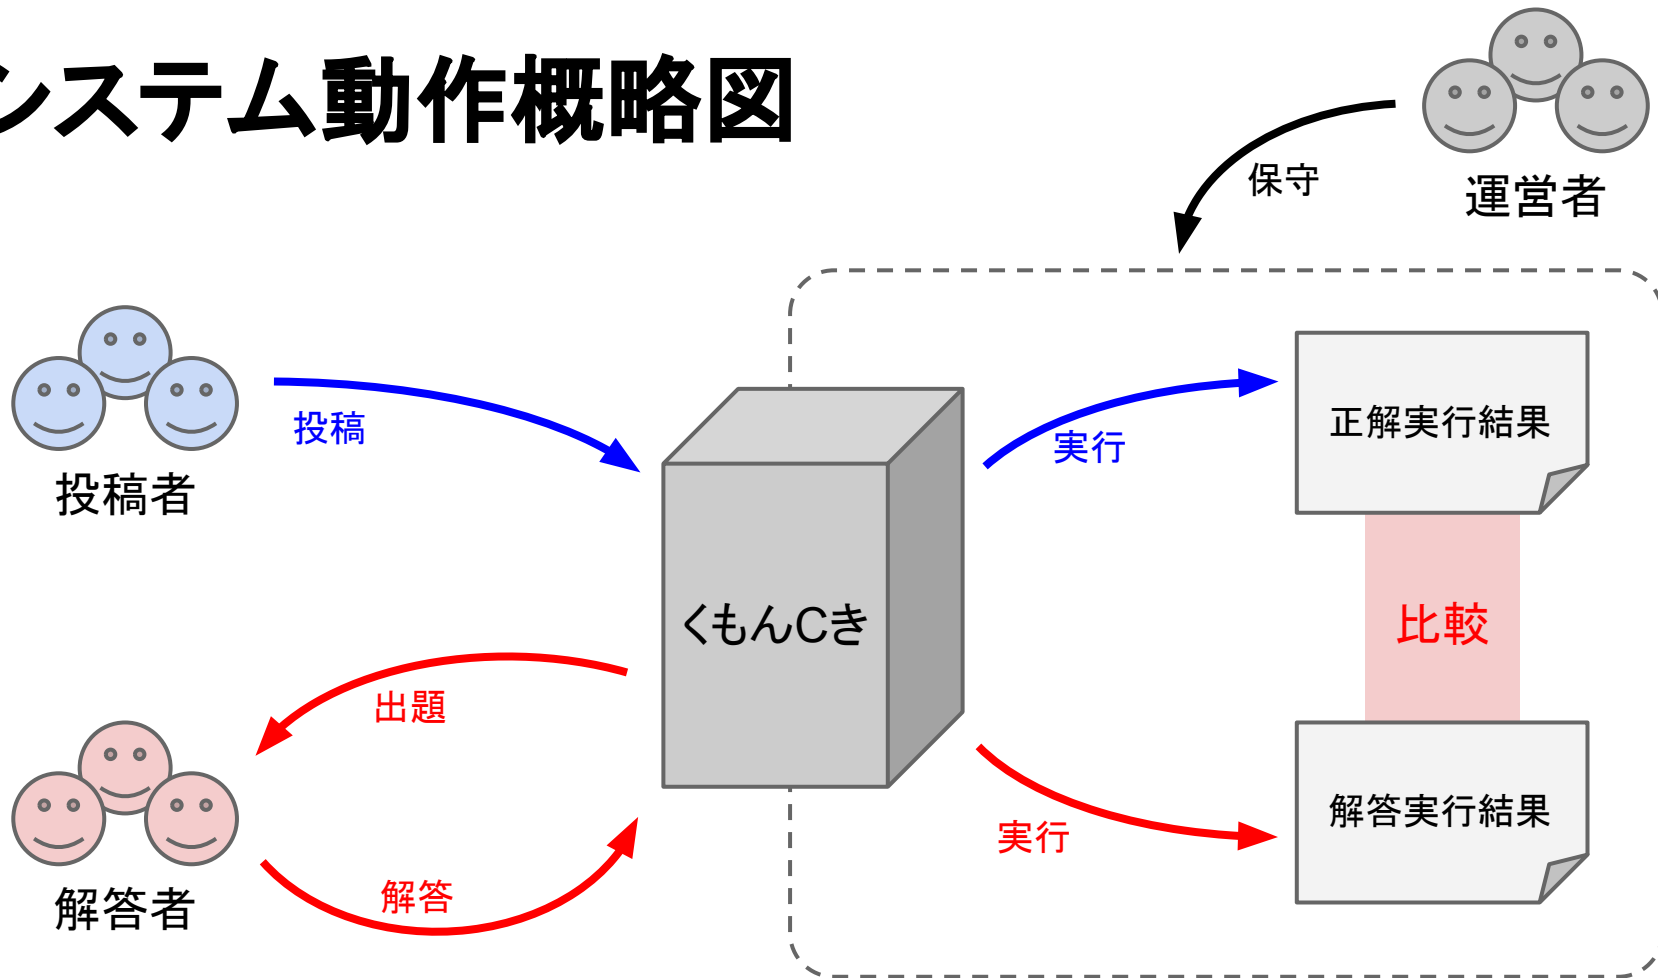 システム動作概略図
保守
運営者
投稿
投稿者
実行
正解実行結果
くもんCき
比較
出題
実行
解答実行結果
解答
解答者